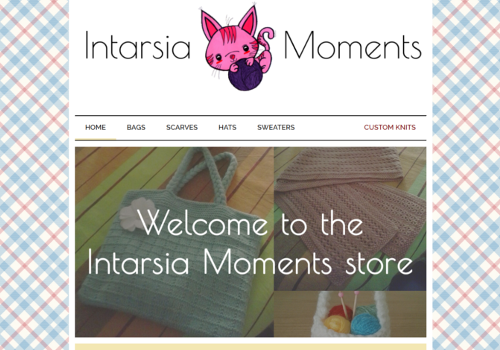 Intarsia Moments
HOME BAGS SCARVES HATS SWEATERS CUSTOM KNITS
Welcome to the
Intarsia Moments store